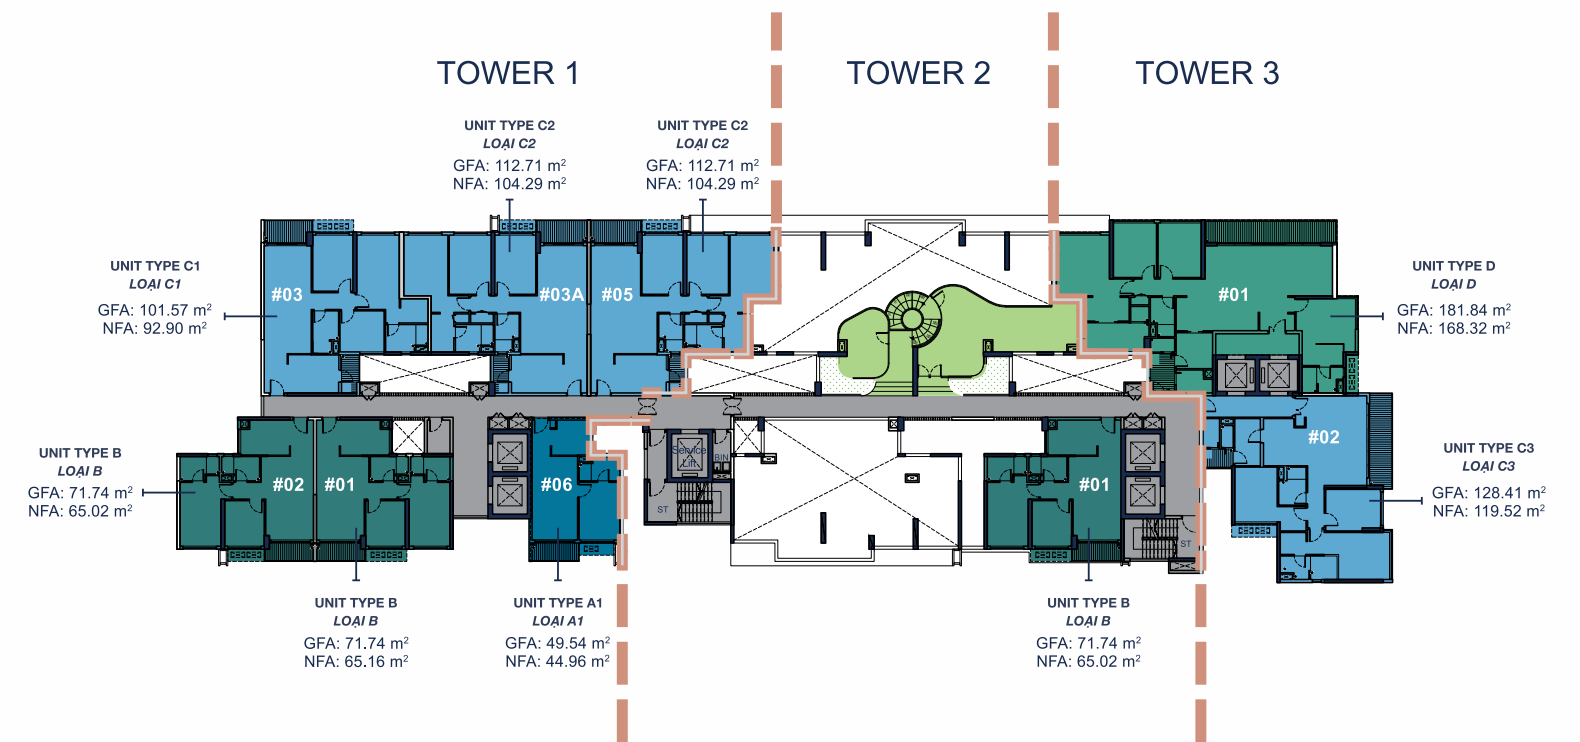 TOWER 1
TOWER 2
TOWER 3
UNIT TYPE C2
LOẠI C2
GFA: 112.71 m²
NFA: 104.29 m²
UNIT TYPE C2
LOẠI C2
GFA: 112.71 m²
NFA: 104.29 m²
UNIT TYPE C1
LOẠI C1
GFA: 101.57 m²
NFA: 92.90 m²
UNIT TYPE D
LOẠI D
GFA: 181.84 m²
NFA: 168.32 m²
#03
#03A
#05
#01
UNIT TYPE B
LOẠI B
GFA: 71.74 m²
NFA: 65.02 m²
#02
#01
#06
Service
Lift
BIN
ST
#01
ST
#02
UNIT TYPE C3
LOẠI C3
GFA: 128.41 m²
NFA: 119.52 m²
UNIT TYPE B
LOẠI B
GFA: 71.74 m²
NFA: 65.16 m²
UNIT TYPE A1
LOẠI A1
GFA: 49.54 m²
NFA: 44.96 m²
UNIT TYPE B
LOẠI B
GFA: 71.74 m²
NFA: 65.02 m²